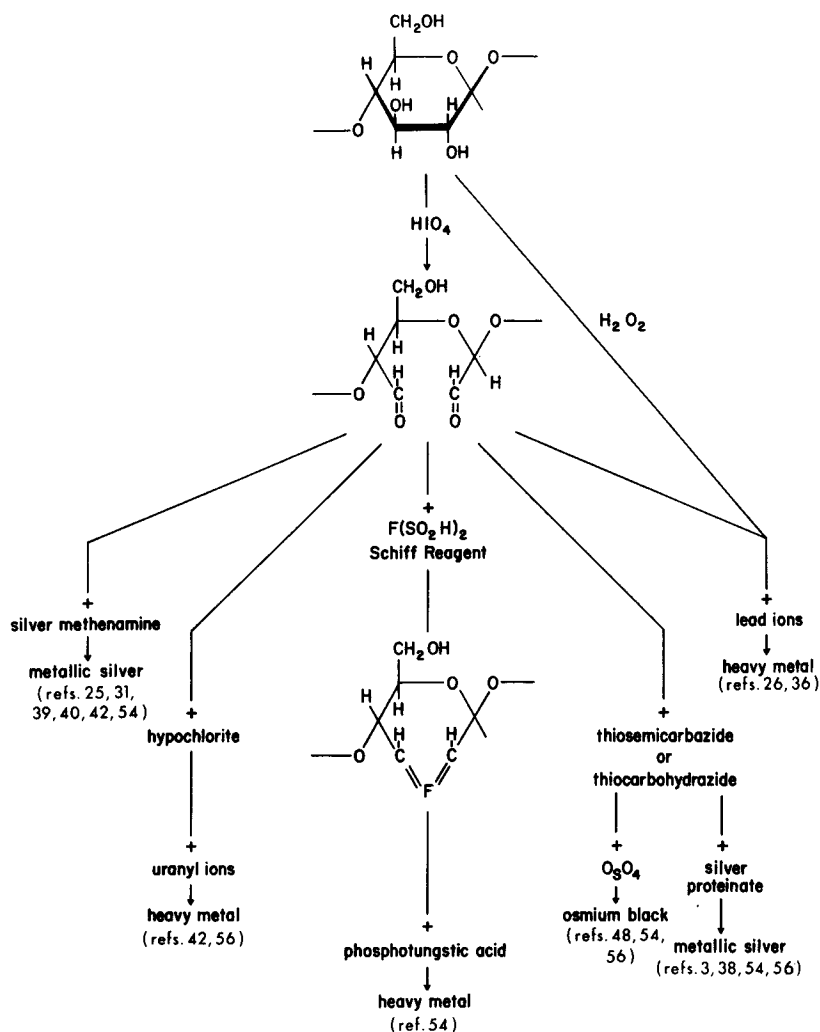 CH2OH
H
O
O
H
OH
H
O
H
OH
HIO4
CH2OH
H
O
O
H
H
H
H
O
C
C
O
O
H2O2
+
F(SO2H)2
Schiff Reagent
+
silver methenamine
metallic silver
(refs. 25, 31,
39, 40, 42, 54)
+
lead ions
heavy metal
(refs. 26, 36)
CH2OH
H
O
O
H
H
H
O
C
C
F
+
hypochlorite
+
uranyl ions
heavy metal
(refs. 42, 56)
+
thiosemicarbazide
or
thiocarbohydrazide
+
OsO4
osmium black
(refs. 48, 54,
56)
+
silver
proteinate
metallic silver
(refs. 3, 38, 54, 56)
+
phosphotungstic acid
heavy metal
(ref. 54)